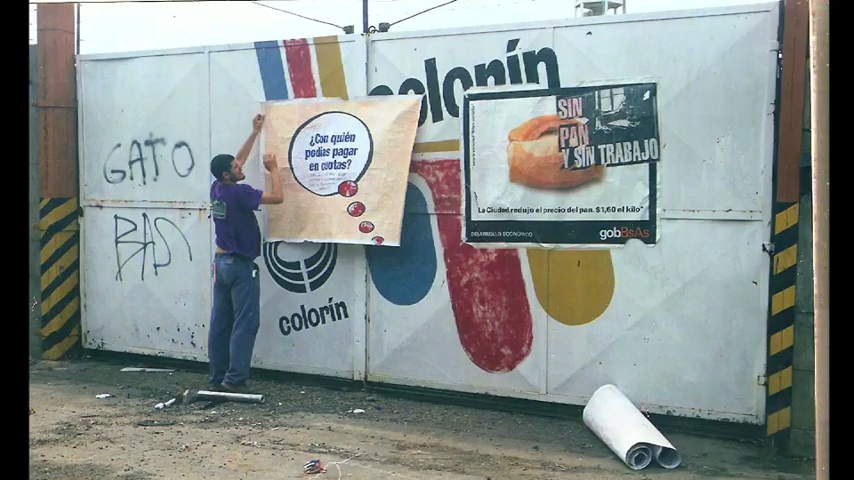 GATO
BAD
colorín
¿Con quién
podías pagar
en cuotas?
colorín
SIN
PAN
Y SIN TRABAJO
La Ciudad redujo el precio del pan. $1,60 el kilo*
DESARROLLO ECONÓMICO
gobBsAs